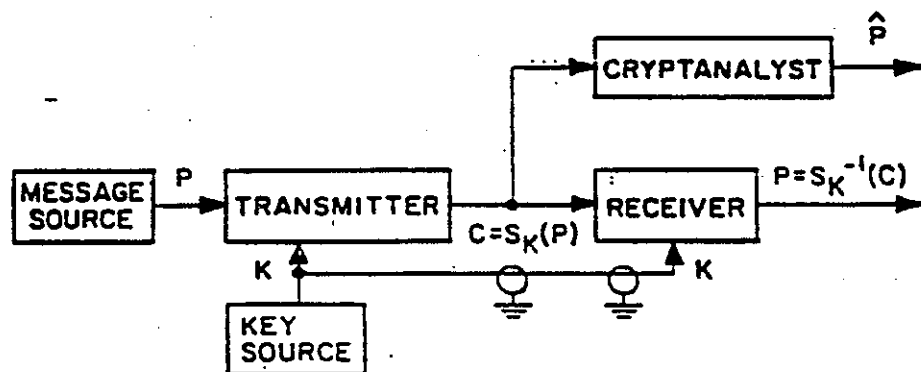 P̂
CRYPTANALYST
MESSAGE
SOURCE
P
TRANSMITTER
C=S_K(P)
RECEIVER
P=S_K^-1(C)
K
K
KEY
SOURCE